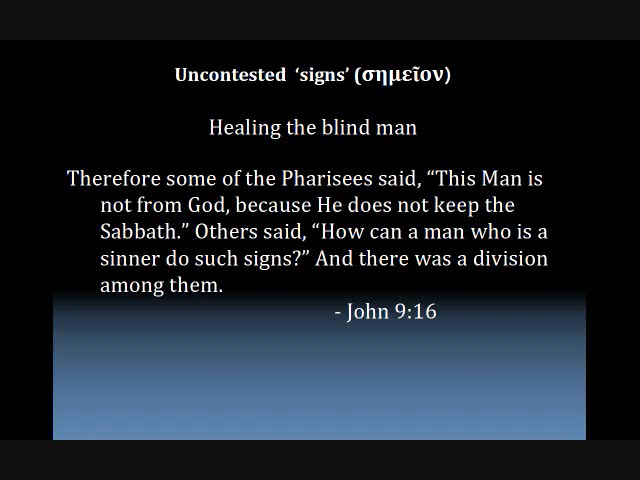 Uncontested ‘signs’ (σημεῖον)
Healing the blind man
Therefore some of the Pharisees said, “This Man is
not from God, because He does not keep the
Sabbath.” Others said, “How can a man who is a
sinner do such signs?” And there was a division
among them.
- John 9:16